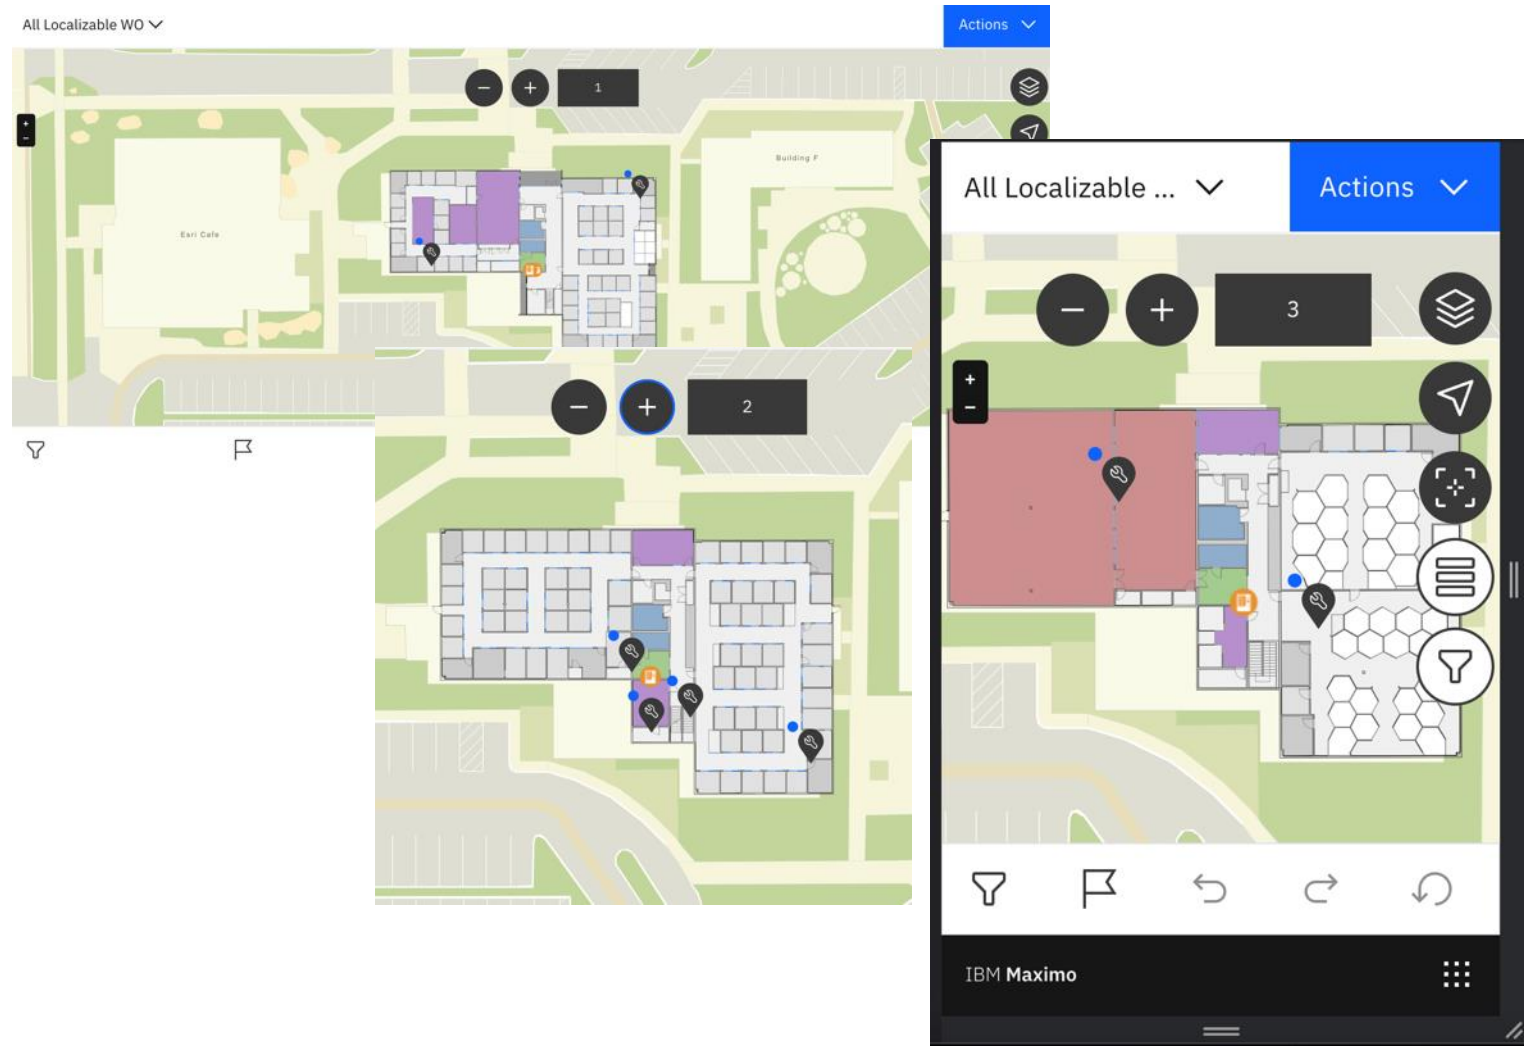 All Localizable WO
Actions
1
+
−
Esri Cafe
Building F
2
All Localizable ...
Actions
3
+
−
IBM Maximo